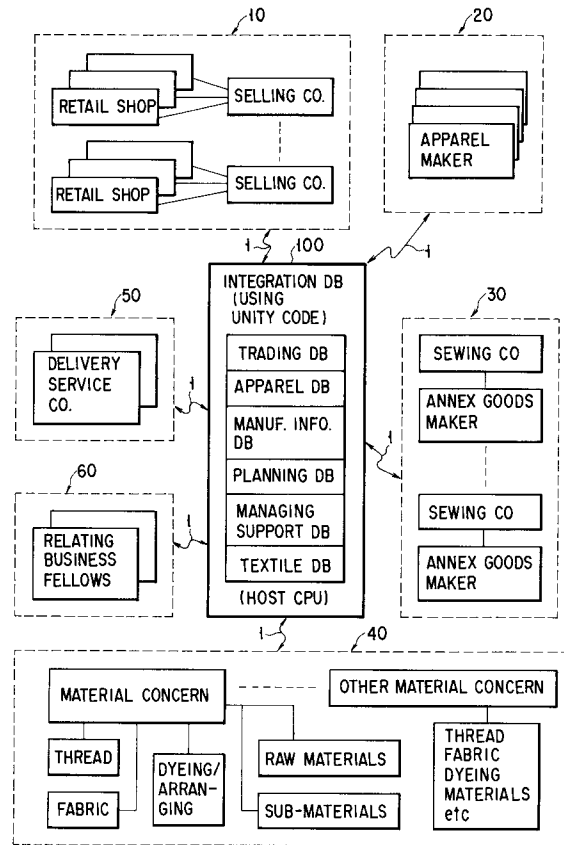 10
RETAIL SHOP
SELLING CO.
RETAIL SHOP
SELLING CO.
20
APPAREL
MAKER
1
1
100
INTEGRATION DB
(USING
UNITY CODE)
TRADING DB
APPAREL DB
MANUF. INFO.
DB
PLANNING DB
MANAGING
SUPPORT DB
TEXTILE DB
(HOST CPU)
50
DELIVERY
SERVICE
CO.
1
60
RELATING
BUSINESS
FELLOWS
1
30
SEWING CO
ANNEX GOODS
MAKER
SEWING CO
ANNEX GOODS
MAKER
1
1
40
MATERIAL CONCERN
OTHER MATERIAL CONCERN
THREAD
FABRIC
DYEING/
ARRAN-
GING
RAW MATERIALS
SUB-MATERIALS
THREAD
FABRIC
DYEING
MATERIALS
etc